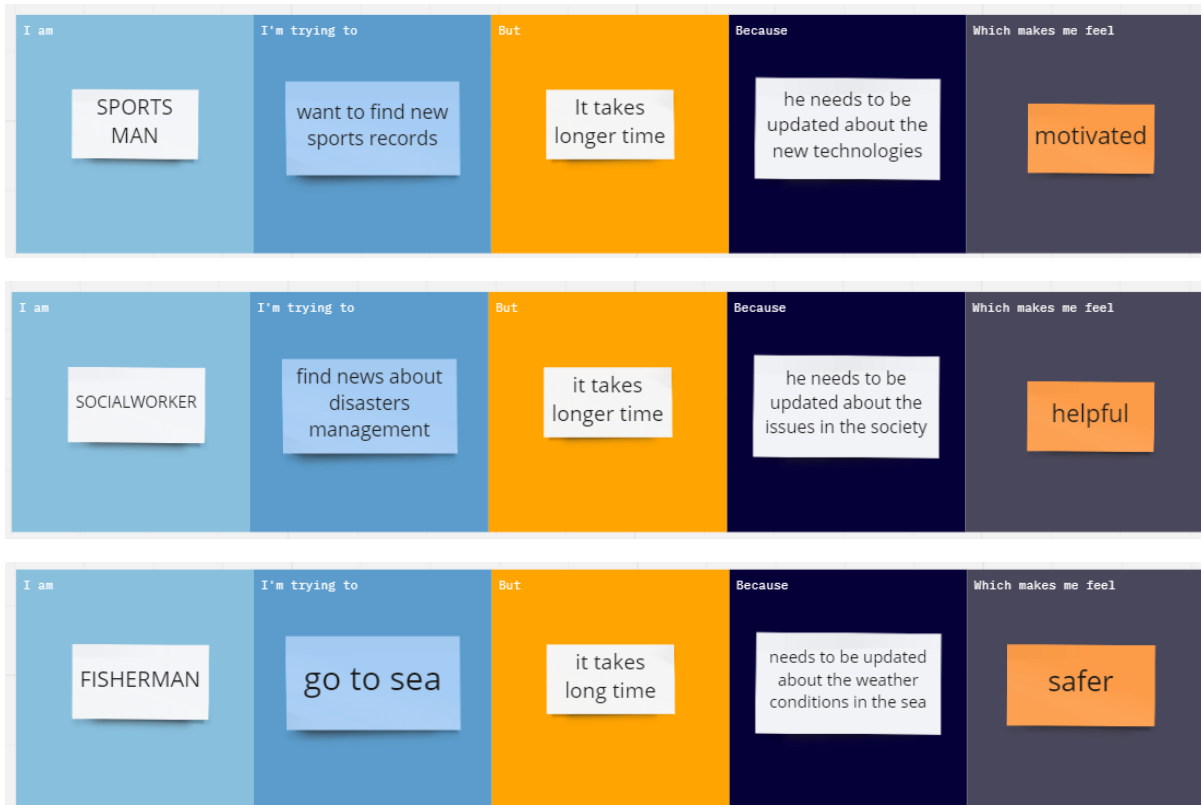 I am
I'm trying to
But
Because
Which makes me feel
SPORTS
MAN
want to find new
sports records
It takes
longer time
he needs to be
updated about the
new technologies
motivated
I am
I'm trying to
But
Because
Which makes me feel
SOCIALWORKER
find news about
disasters
management
it takes
longer time
he needs to be
updated about the
issues in the society
helpful
I am
I'm trying to
But
Because
Which makes me feel
FISHERMAN
go to sea
it takes
long time
needs to be updated
about the weather
conditions in the sea
safer